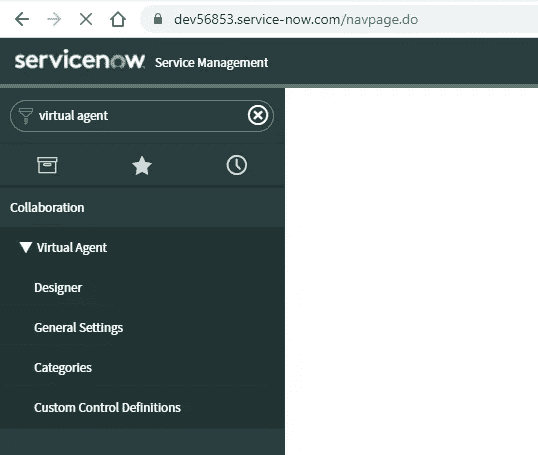 dev56853.service-now.com/navpage.do
servicenow Service Management
virtual agent
Collaboration
Virtual Agent
Designer
General Settings
Categories
Custom Control Definitions